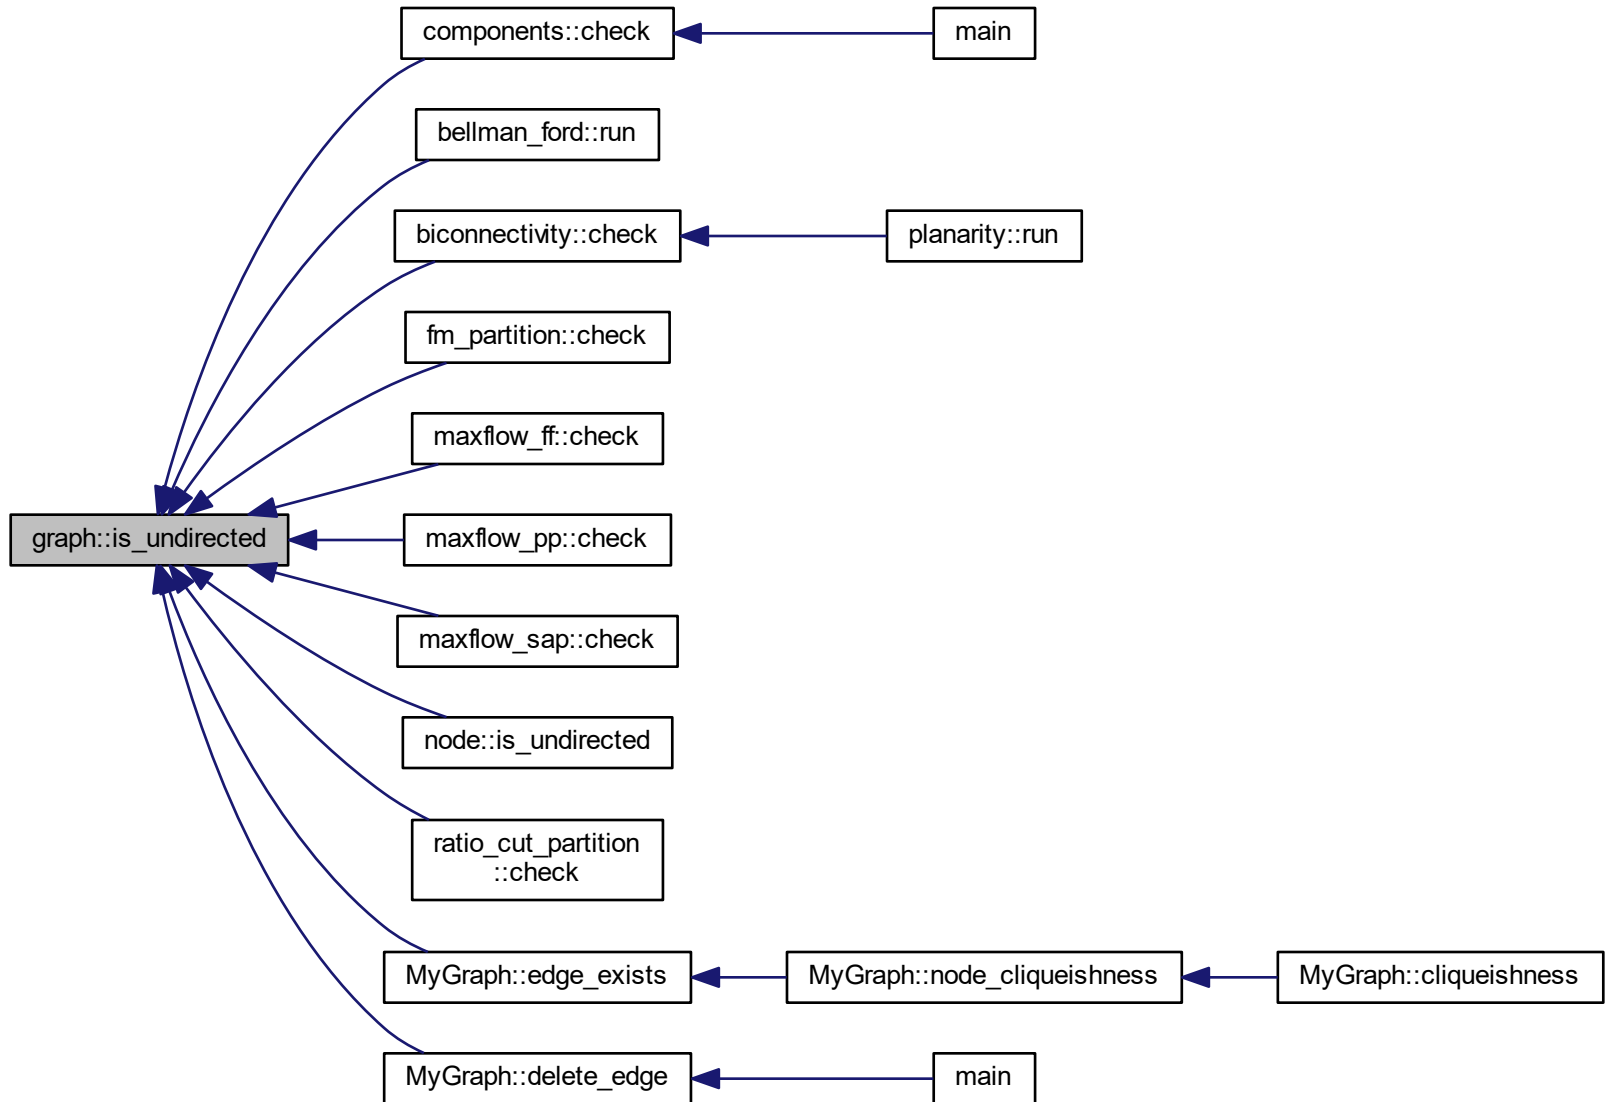 components::check
main
bellman_ford::run
biconnectivity::check
planarity::run
fm_partition::check
maxflow_ff::check
graph::is_undirected
maxflow_pp::check
maxflow_sap::check
node::is_undirected
ratio_cut_partition
::check
MyGraph::edge_exists
MyGraph::node_cliqueishness
MyGraph::cliqueishness
MyGraph::delete_edge
main